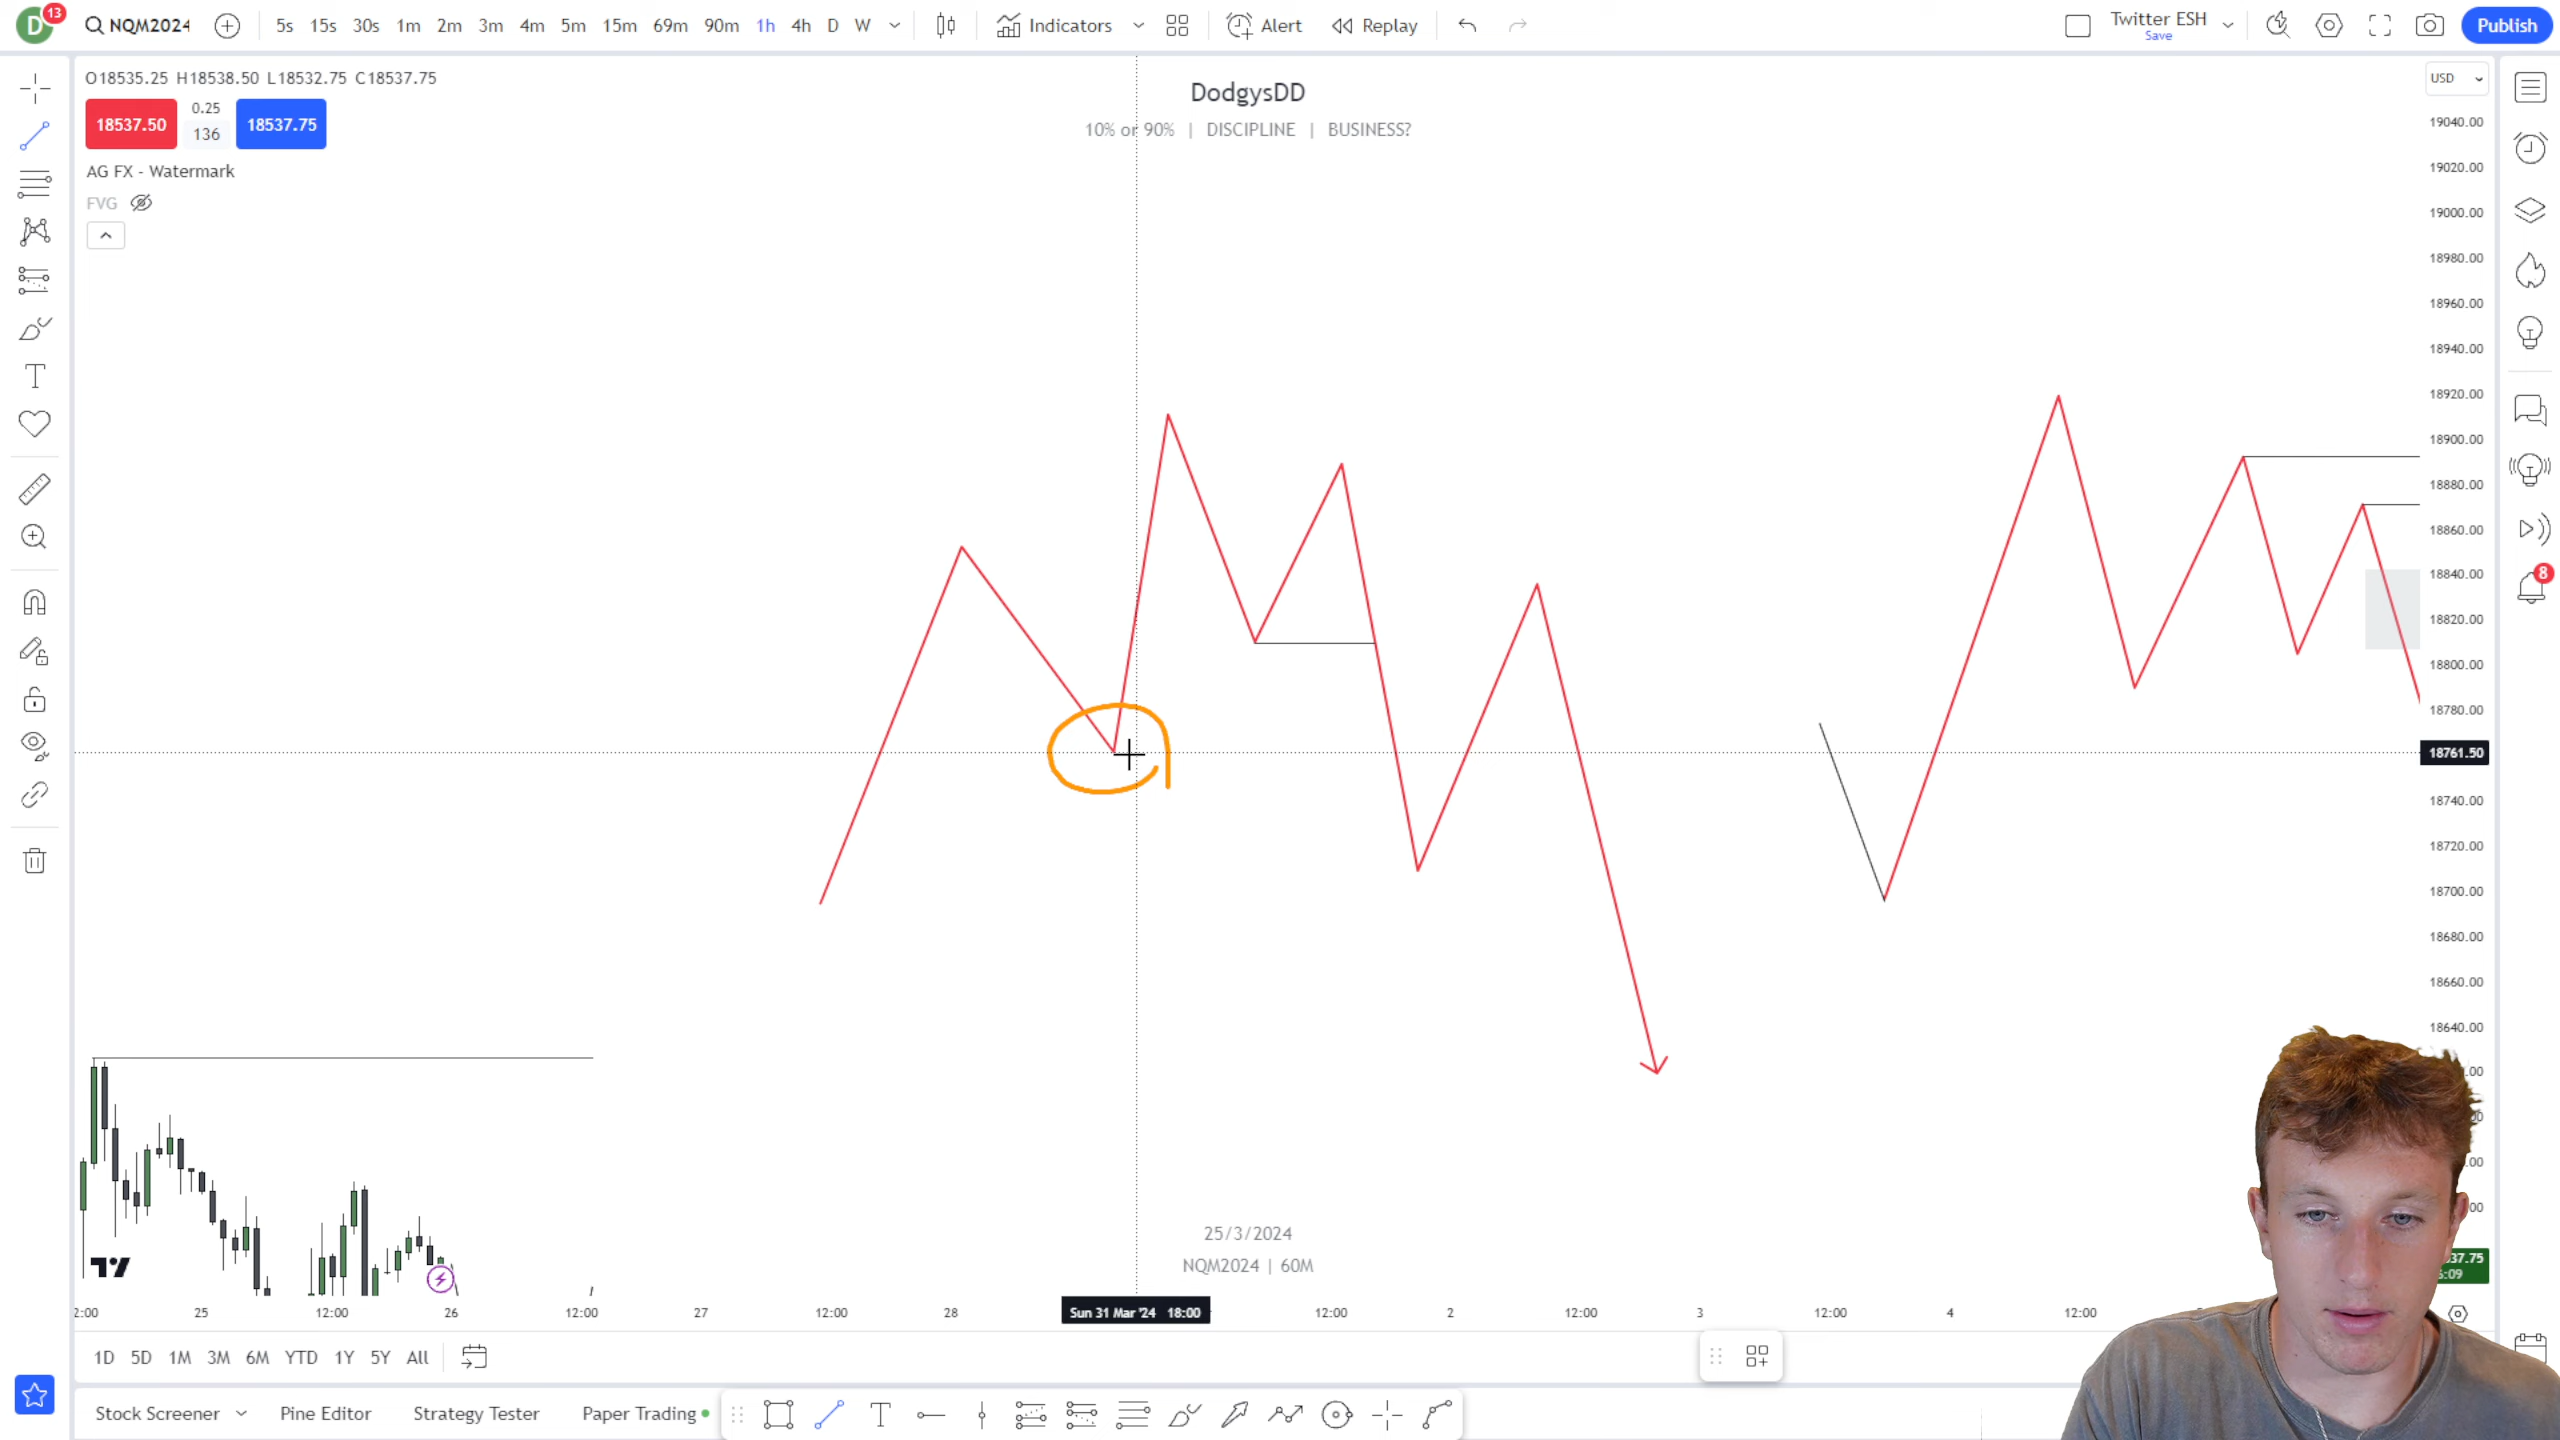 D 13 NQM2024 5s 15s 30s 1m 2m 3m 4m 5m 15m 69m 90m 1h 4h D W Indicators Alert Replay Twitter ESH Save Publish
O18535.25 H18538.50 L18532.75 C18537.75
18537.50 0.25 136 18537.75
AG FX - Watermark
FVG
DodgysDD
10% or 90% | DISCIPLINE | BUSINESS?
USD
19040.00
19020.00
19000.00
18980.00
18960.00
18940.00
18920.00
18900.00
18880.00
18860.00
18840.00
18820.00
18800.00
18780.00
18761.50
18740.00
18720.00
18700.00
18680.00
18660.00
18640.00
8
25/3/2024
NQM2024 | 60M
2:00 25 12:00 26 12:00 27 12:00 28 Sun 31 Mar '24 18:00 12:00 2 12:00 3 12:00 4 12:00
1D 5D 1M 3M 6M YTD 1Y 5Y All
Stock Screener Pine Editor Strategy Tester Paper Trading